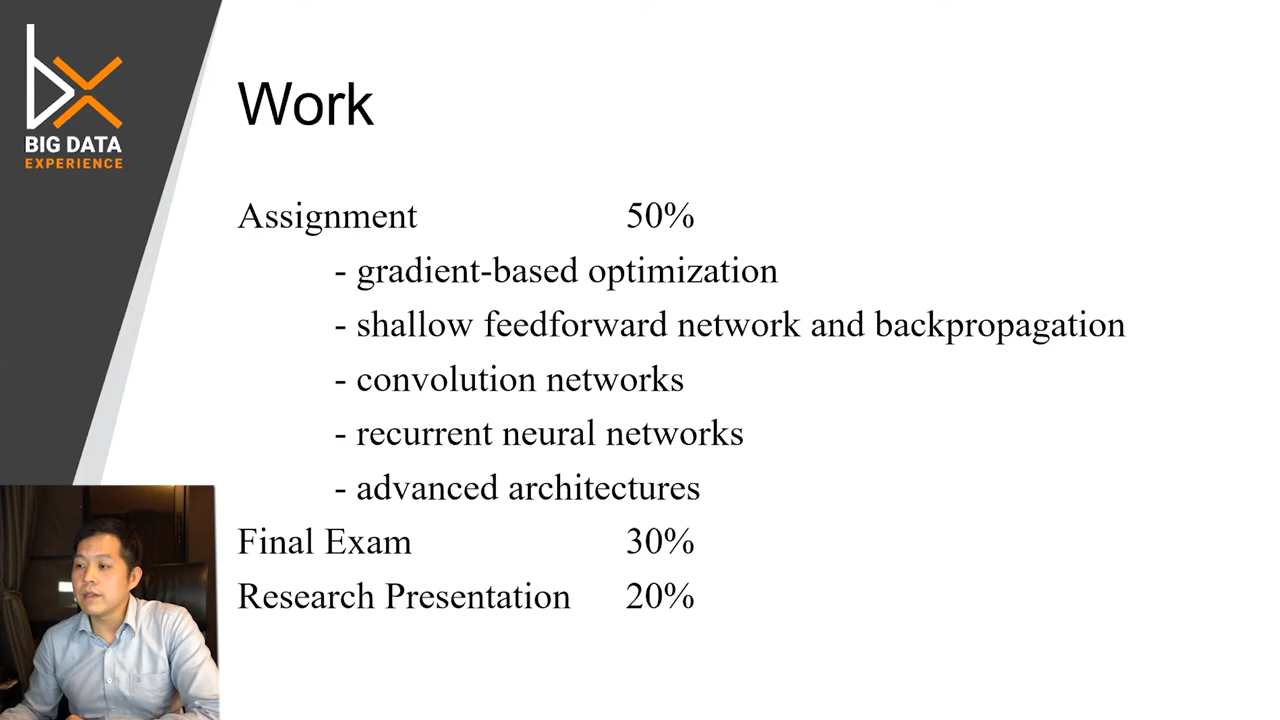 BIG DATA
EXPERIENCE
Work
Assignment 50%
- gradient-based optimization
- shallow feedforward network and backpropagation
- convolution networks
- recurrent neural networks
- advanced architectures
Final Exam 30%
Research Presentation 20%